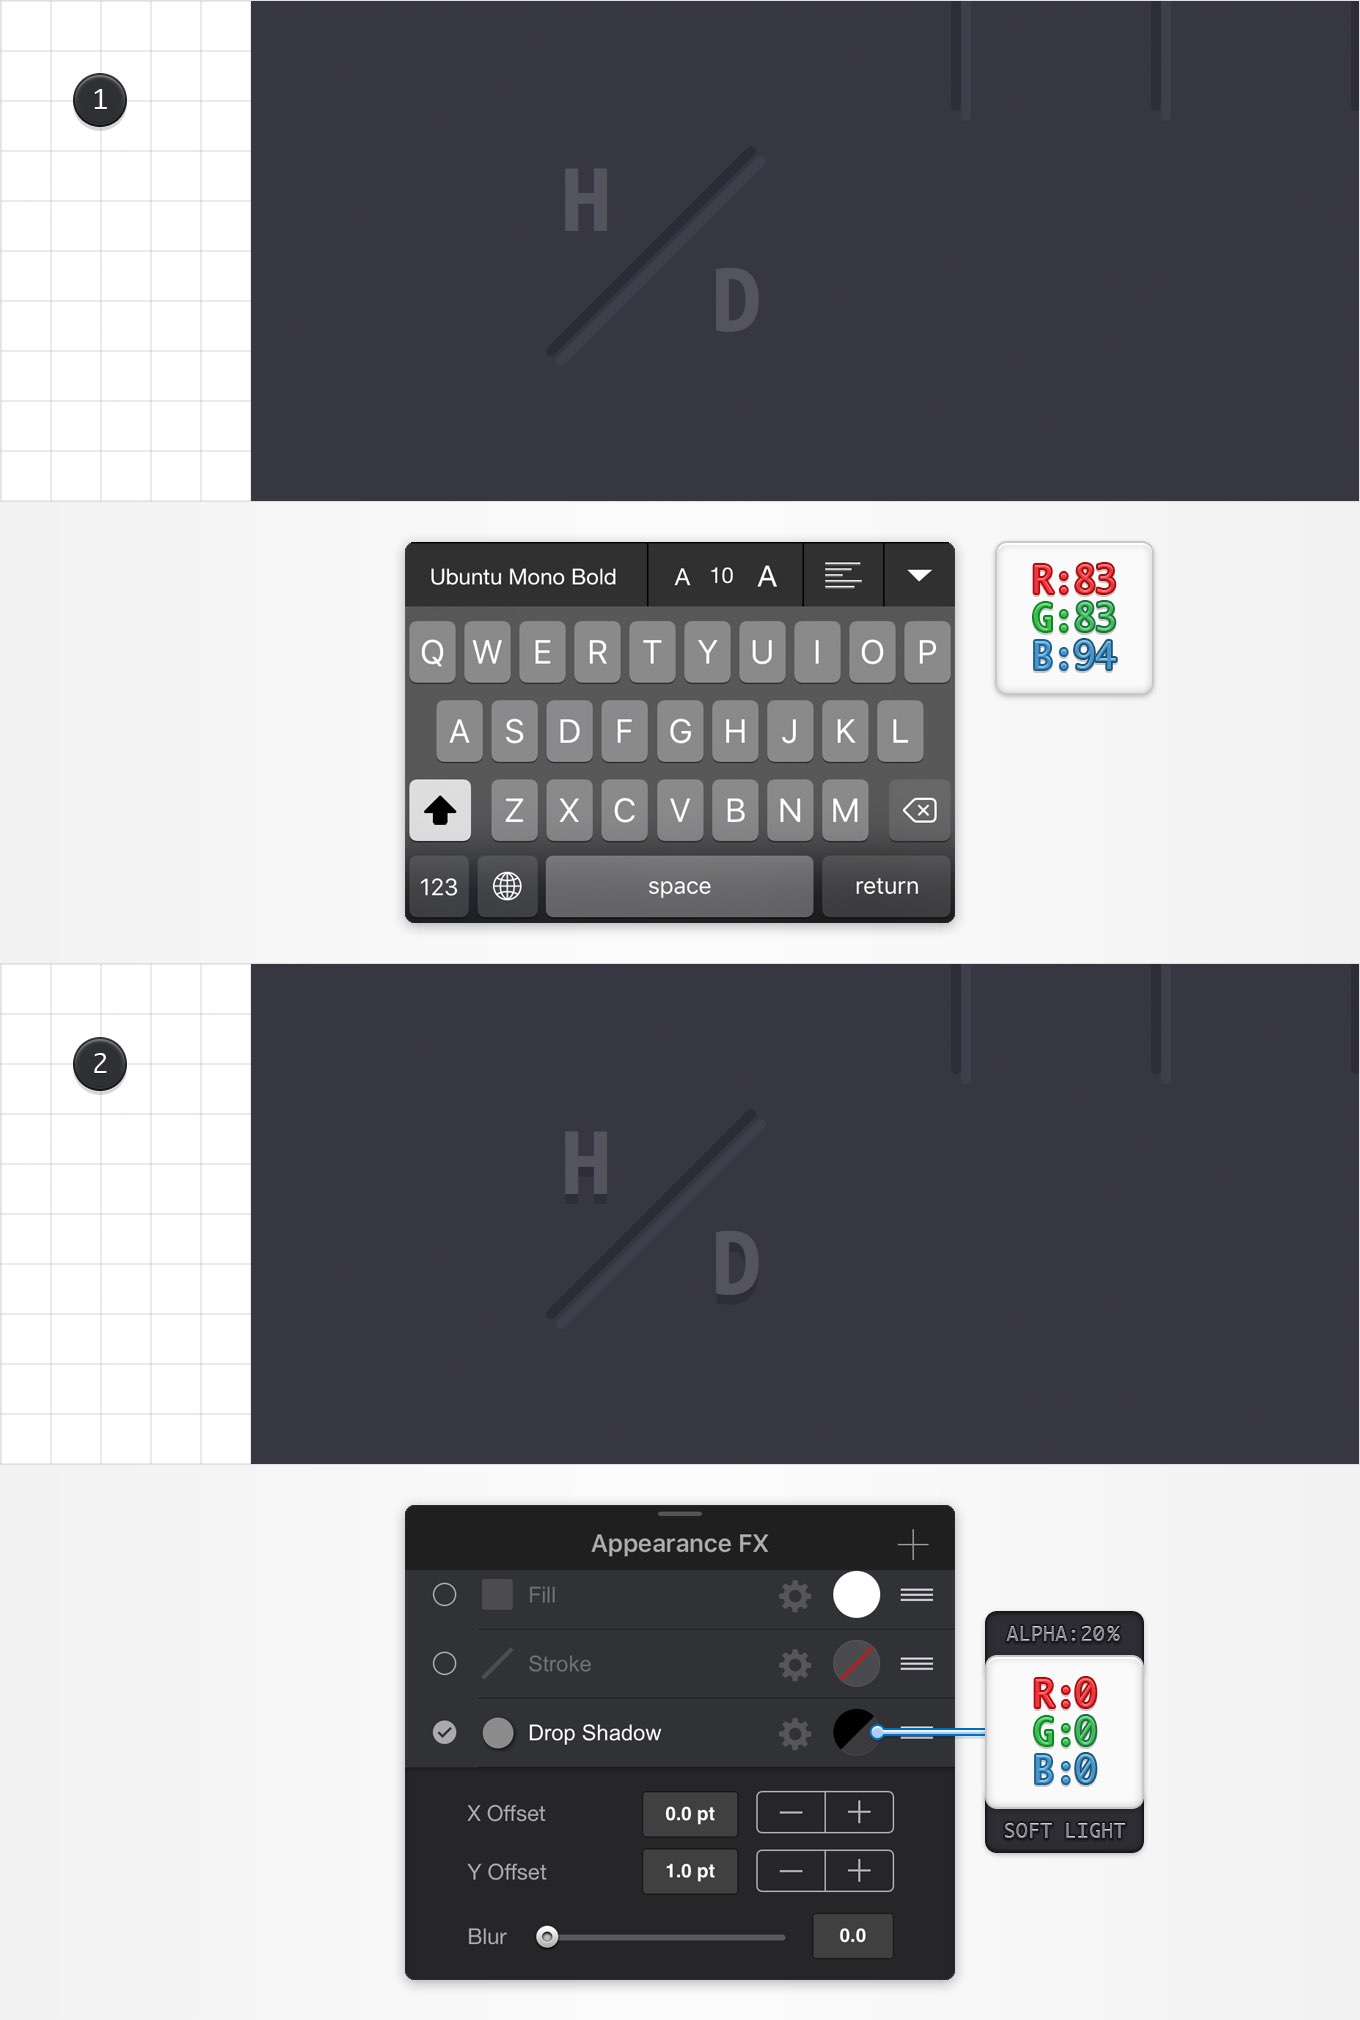 1
H
D
Ubuntu Mono Bold A 10 A
R:83
G:83
B:94
Q W E R T Y U I O P
A S D F G H J K L
Z X C V B N M
123 space return
2
H
D
Appearance FX
Fill
Stroke
Drop Shadow
ALPHA:20%
R:0
G:0
B:0
SOFT LIGHT
X Offset 0.0 pt
Y Offset 1.0 pt
Blur 0.0